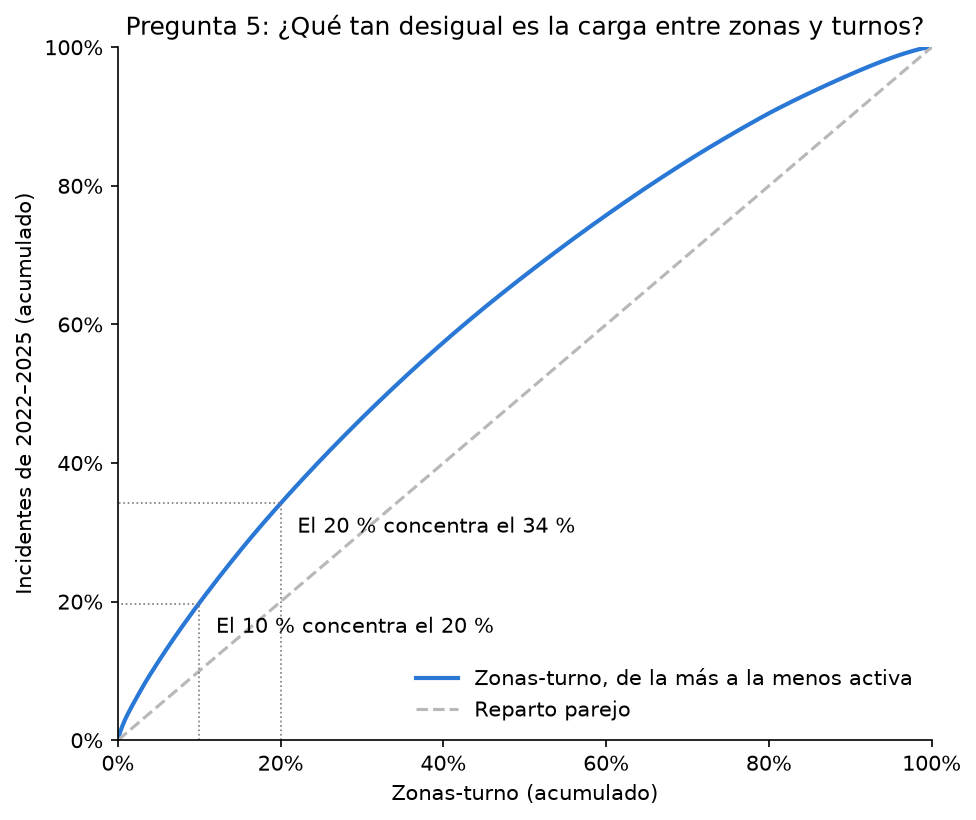 Pregunta 5: ¿Qué tan desigual es la carga entre zonas y turnos?
Incidentes de 2022–2025 (acumulado)
100%
80%
60%
40%
20%
0%
El 20 % concentra el 34 %
El 10 % concentra el 20 %
Zonas-turno, de la más a la menos activa
Reparto parejo
0%
20%
40%
60%
80%
100%
Zonas-turno (acumulado)